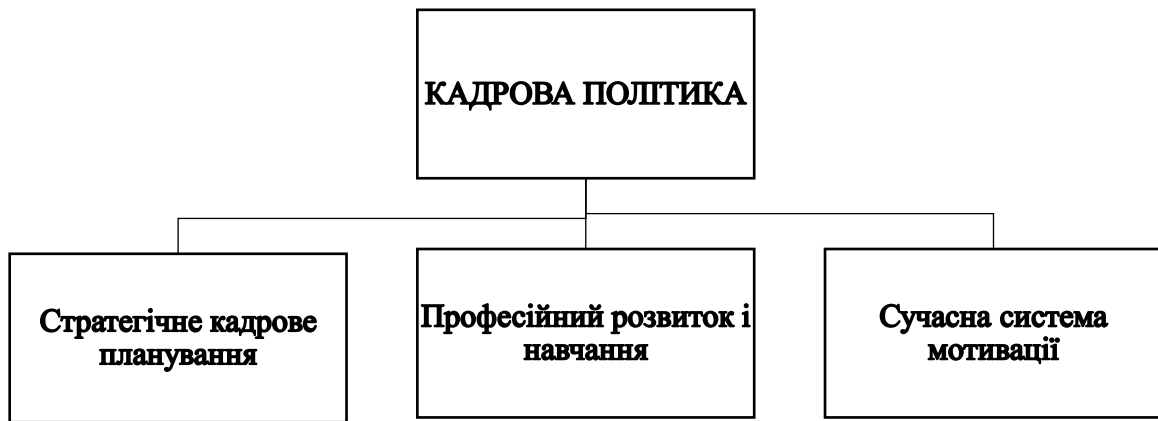 КАДРОВА ПОЛІТИКА
Стратегічне кадрове
планування
Професійний розвиток і
навчання
Сучасна система
мотивації